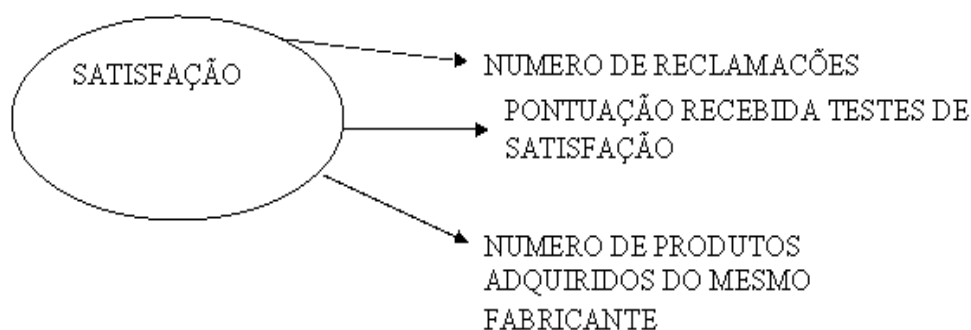 SATISFAÇÃO
NUMERO DE RECLAMACÕES
PONTUAÇÃO RECEBIDA TESTES DE
SATISFAÇÃO
NUMERO DE PRODUTOS
ADQUIRIDOS DO MESMO
FABRICANTE